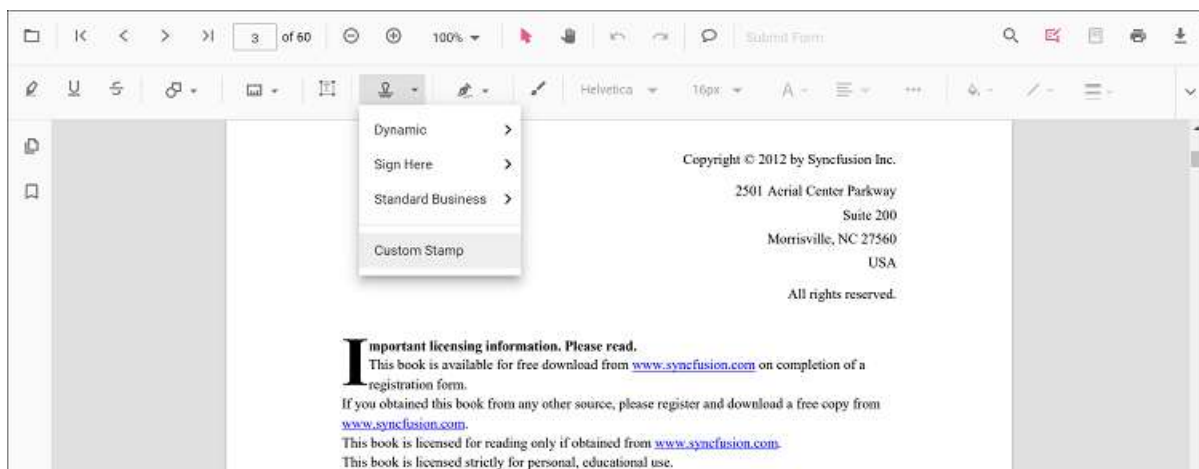 3 of 60 100% Submit Form
Helvetica 16px A
Dynamic
Sign Here
Standard Business
Custom Stamp
Copyright © 2012 by Syncfusion Inc.
2501 Aerial Center Parkway
Suite 200
Morrisville, NC 27560
USA
All rights reserved.
Important licensing information. Please read.
This book is available for free download from www.syncfusion.com on completion of a
registration form.
If you obtained this book from any other source, please register and download a free copy from
www.syncfusion.com.
This book is licensed for reading only if obtained from www.syncfusion.com.
This book is licensed strictly for personal, educational use.